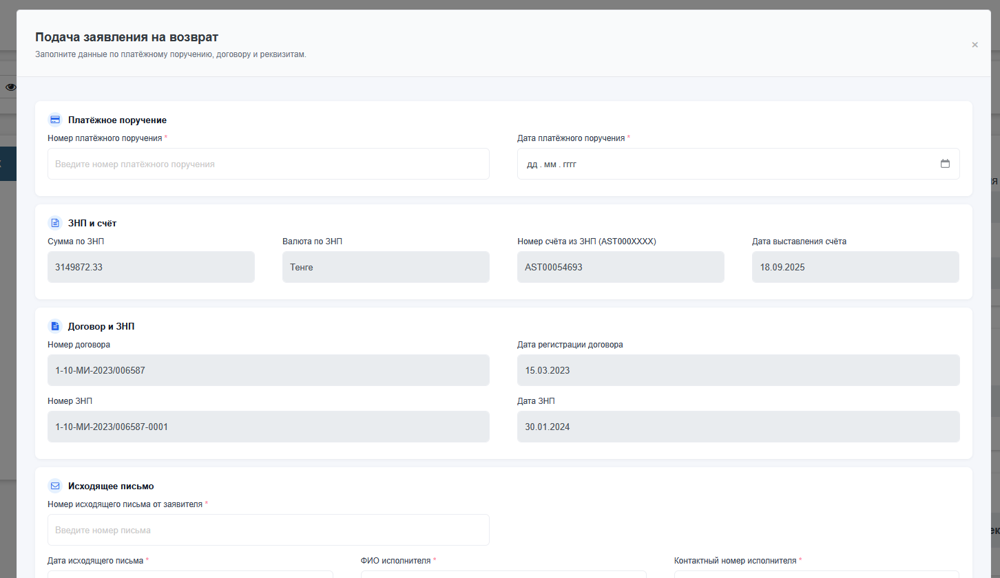 Подача заявления на возврат
Заполните данные по платёжному поручению, договору и реквизитам.
×
Платёжное поручение
Номер платёжного поручения *
Дата платёжного поручения *
Введите номер платёжного поручения
дд . мм . гггг
ЗНП и счёт
Сумма по ЗНП
Валюта по ЗНП
Номер счёта из ЗНП (AST000XXXX)
Дата выставления счёта
3149872.33
Тенге
AST00054693
18.09.2025
Договор и ЗНП
Номер договора
Дата регистрации договора
1-10-МИ-2023/006587
15.03.2023
Номер ЗНП
Дата ЗНП
1-10-МИ-2023/006587-0001
30.01.2024
Исходящее письмо
Номер исходящего письма от заявителя *
Введите номер письма
Дата исходящего письма *
ФИО исполнителя *
Контактный номер исполнителя *